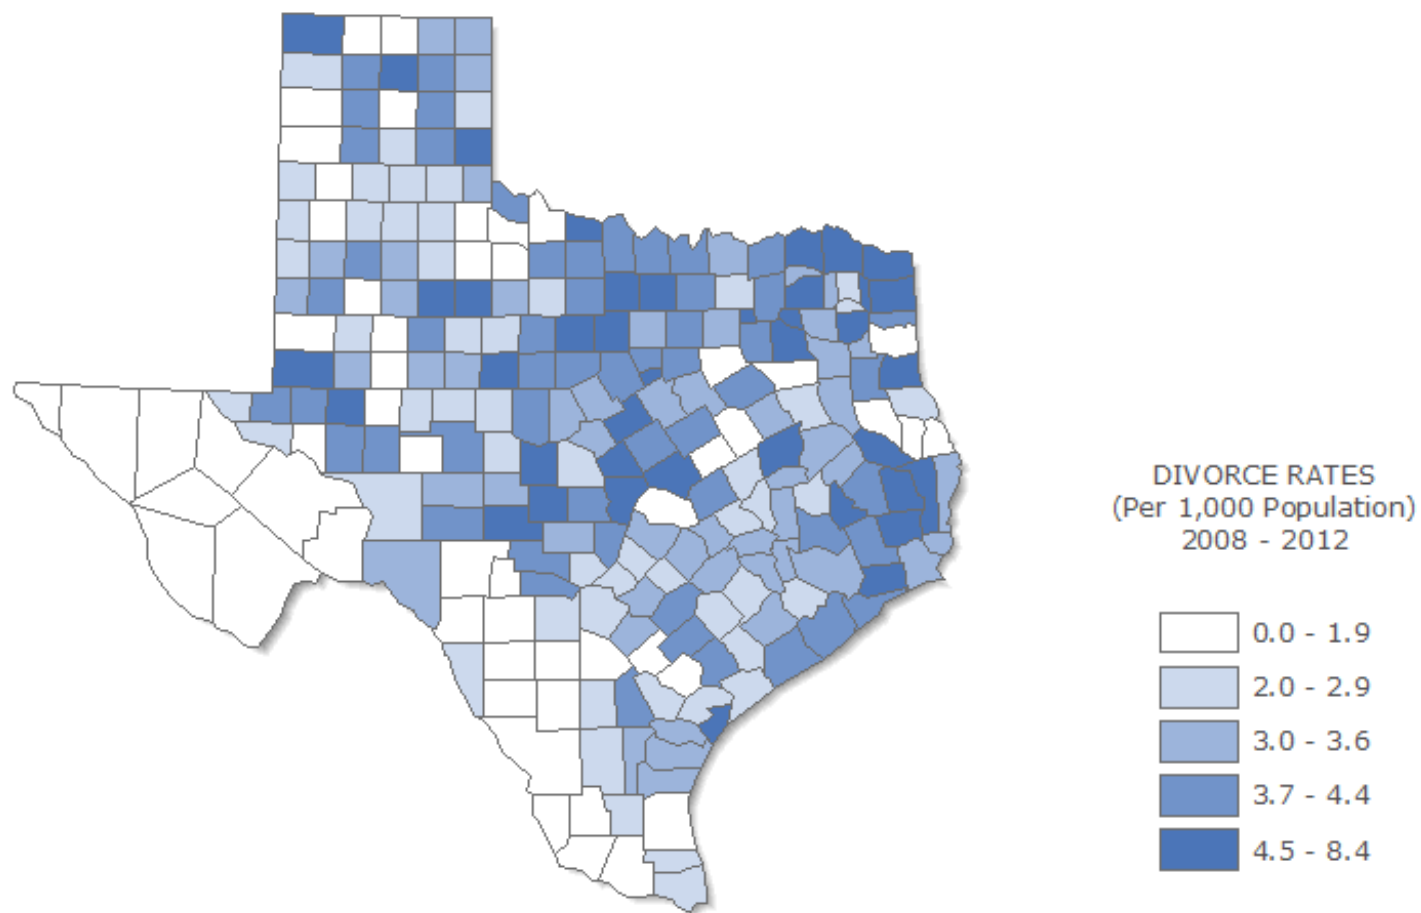 DIVORCE RATES
(Per 1,000 Population)
2008 - 2012
0.0 - 1.9
2.0 - 2.9
3.0 - 3.6
3.7 - 4.4
4.5 - 8.4